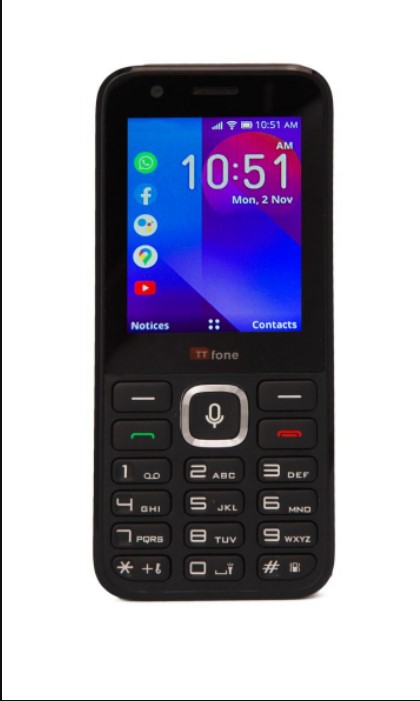 10:51 AM
AM
10:51
Mon, 2 Nov
Notices Contacts
TT fone
1 2 ABC 3 DEF
4 GHI 5 JKL 6 MNO
7 PQRS 8 TUV 9 WXYZ
* + 0 #